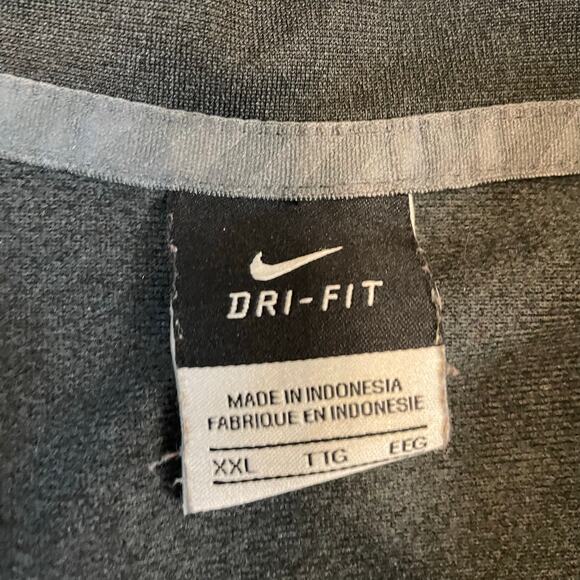 DRI-FIT
MADE IN INDONESIA
FABRIQUE EN INDONESIE
XXL TTG EEG